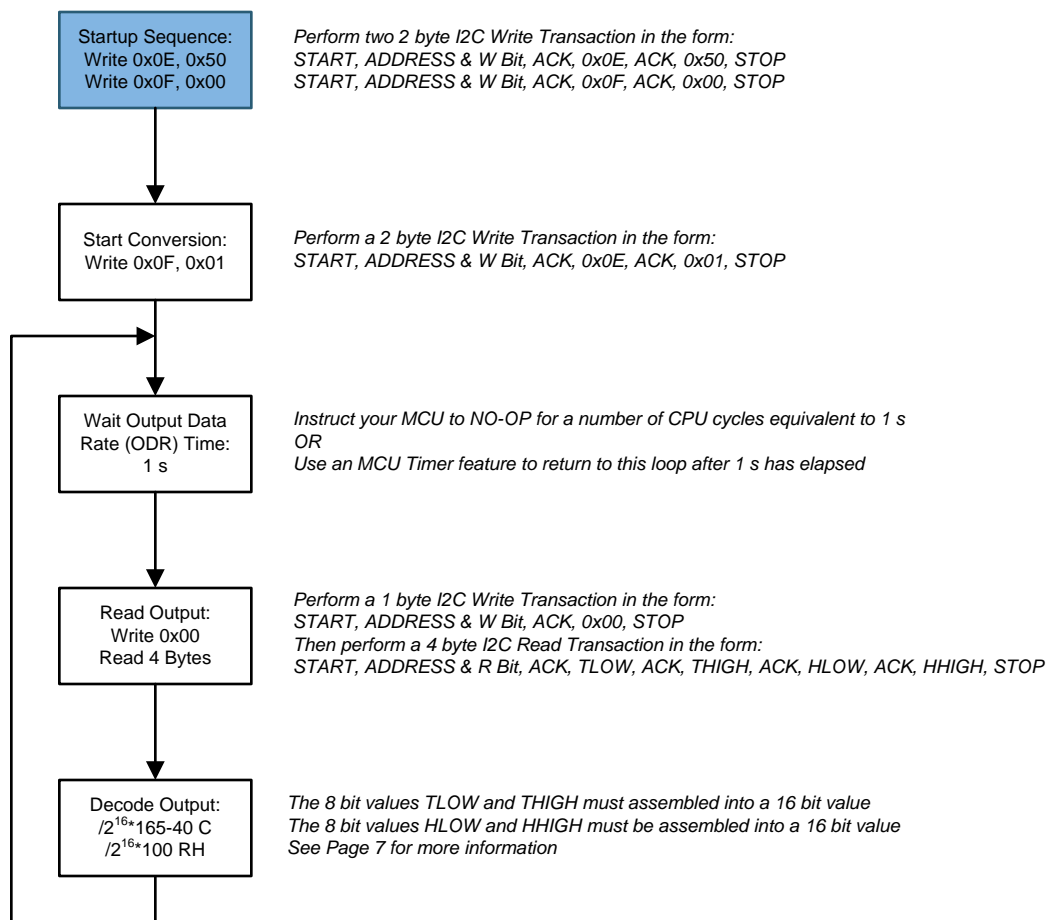 Startup Sequence:
Write 0x0E, 0x50
Write 0x0F, 0x00
Perform two 2 byte I2C Write Transaction in the form:
START, ADDRESS & W Bit, ACK, 0x0E, ACK, 0x50, STOP
START, ADDRESS & W Bit, ACK, 0x0F, ACK, 0x00, STOP
Start Conversion:
Write 0x0F, 0x01
Perform a 2 byte I2C Write Transaction in the form:
START, ADDRESS & W Bit, ACK, 0x0E, ACK, 0x01, STOP
Wait Output Data
Rate (ODR) Time:
1 s
Instruct your MCU to NO-OP for a number of CPU cycles equivalent to 1 s
OR
Use an MCU Timer feature to return to this loop after 1 s has elapsed
Read Output:
Write 0x00
Read 4 Bytes
Perform a 1 byte I2C Write Transaction in the form:
START, ADDRESS & W Bit, ACK, 0x00, STOP
Then perform a 4 byte I2C Read Transaction in the form:
START, ADDRESS & R Bit, ACK, TLOW, ACK, THIGH, ACK, HLOW, ACK, HHIGH, STOP
Decode Output:
/2¹⁶*165-40 C
/2¹⁶*100 RH
The 8 bit values TLOW and THIGH must assembled into a 16 bit value
The 8 bit values HLOW and HHIGH must be assembled into a 16 bit value
See Page 7 for more information